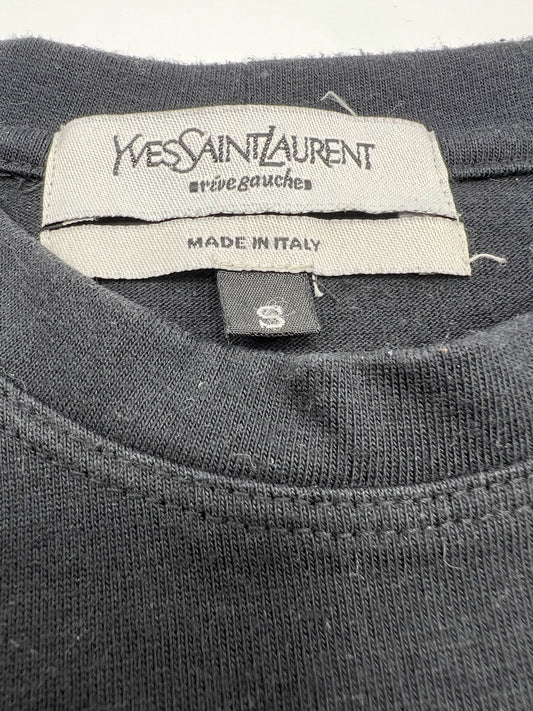 YVESSAINTLAURENT
rive gauche
MADE IN ITALY
S